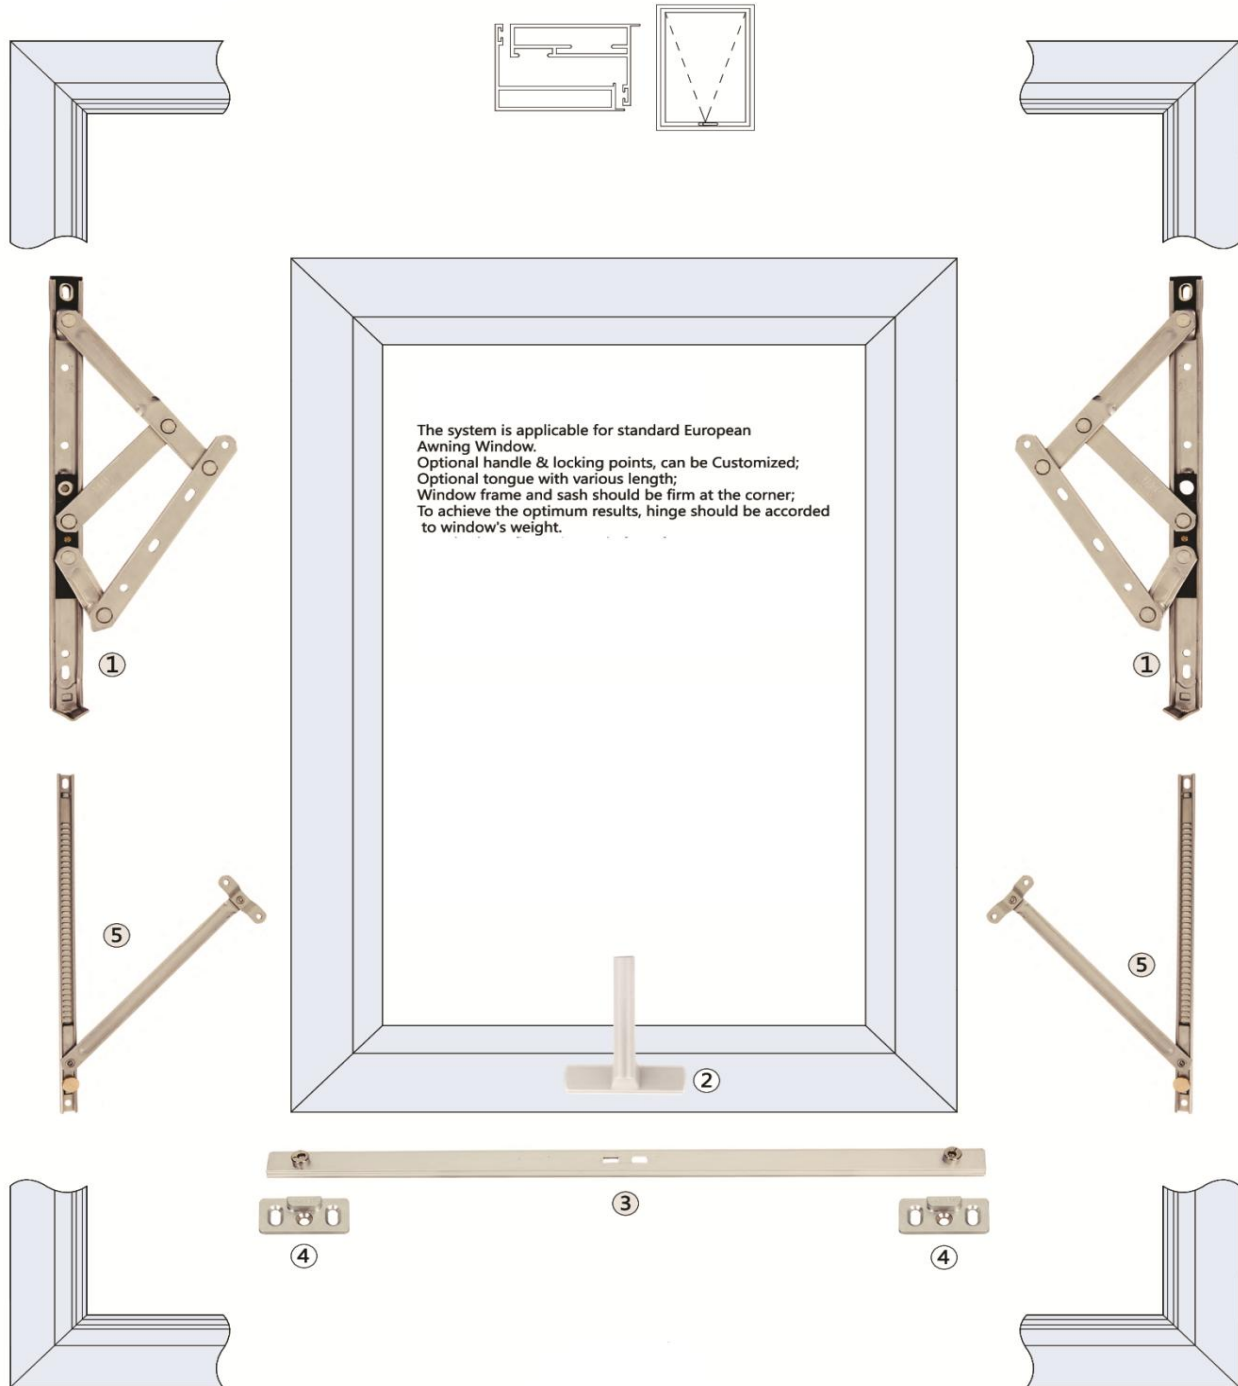 The system is applicable for standard European
Awning Window.
Optional handle & locking points, can be Customized;
Optional tongue with various length;
Window frame and sash should be firm at the corner;
To achieve the optimum results, hinge should be accorded
to window's weight.
①
①
⑤
⑤
②
③
④
④